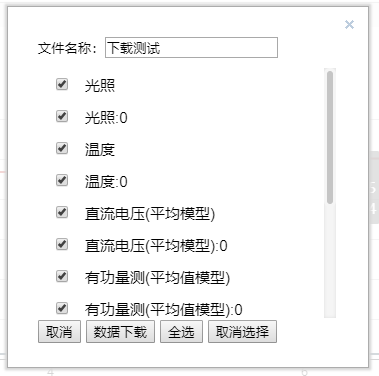 ×
文件名称: 下载测试
光照
光照:0
温度
温度:0
直流电压(平均模型)
直流电压(平均模型):0
有功量测(平均值模型)
有功量测(平均值模型):0
取消 数据下载 全选 取消选择
4 6